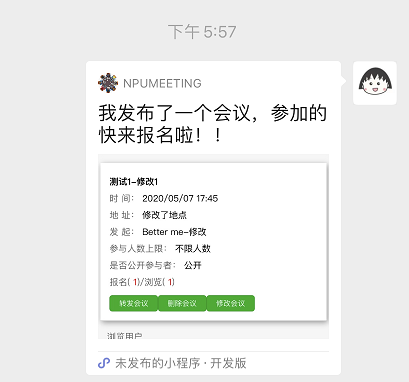 下午 5:57
NPUMEETING
我发布了一个会议，参加的
快来报名啦！！
测试1-修改1
时 间： 2020/05/07 17:45
地 址： 修改了地点
发 起： Better me-修改
参与人数上限： 不限人数
是否公开参与者： 公开
报名( 1)/浏览( 1)
转发会议 删除会议 修改会议
浏览用户
未发布的小程序 · 开发版